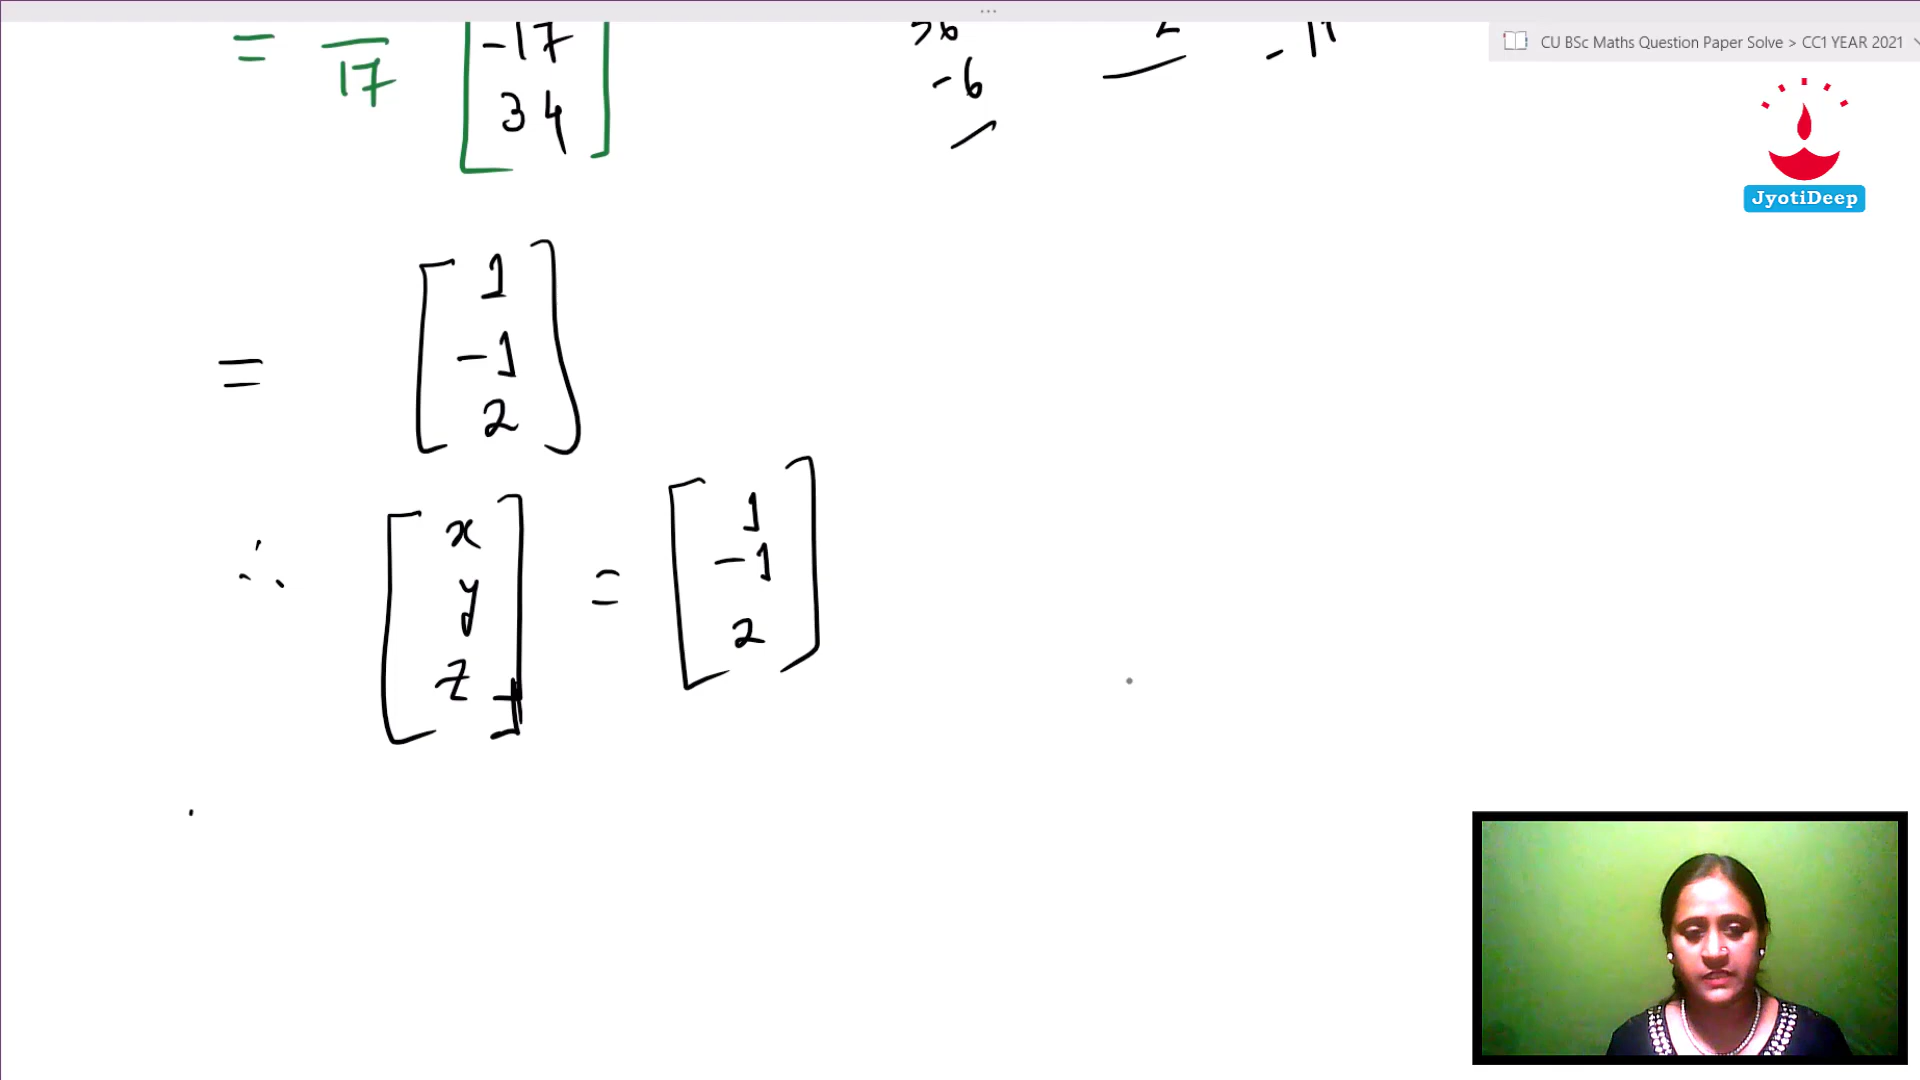 ...
CU BSc Maths Question Paper Solve > CC1 YEAR 2021
JyotiDeep
= 17 [ -17
34 ]
-6
= [ 1
-1
2 ]
∴ [ x
y
z ] = [ 1
-1
2 ]